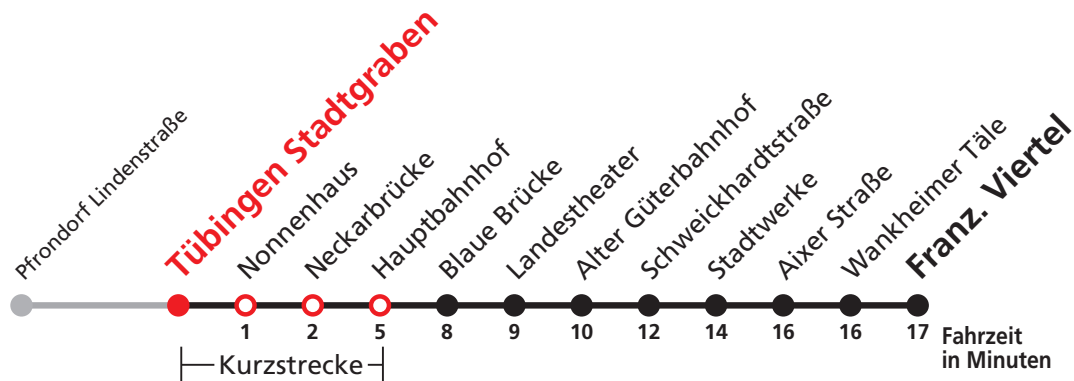 Pfrondorf Lindenstraße
Tübingen Stadtgraben
Nonnenhaus
Neckarbrücke
Hauptbahnhof
Blaue Brücke
Landestheater
Alter Güterbahnhof
Schweickhardtstraße
Stadtwerke
Aixer Straße
Wankheimer Täle
Franz. Viertel
1 2 5 8 9 10 12 14 16 16 17
Fahrzeit
in Minuten
Kurzstrecke